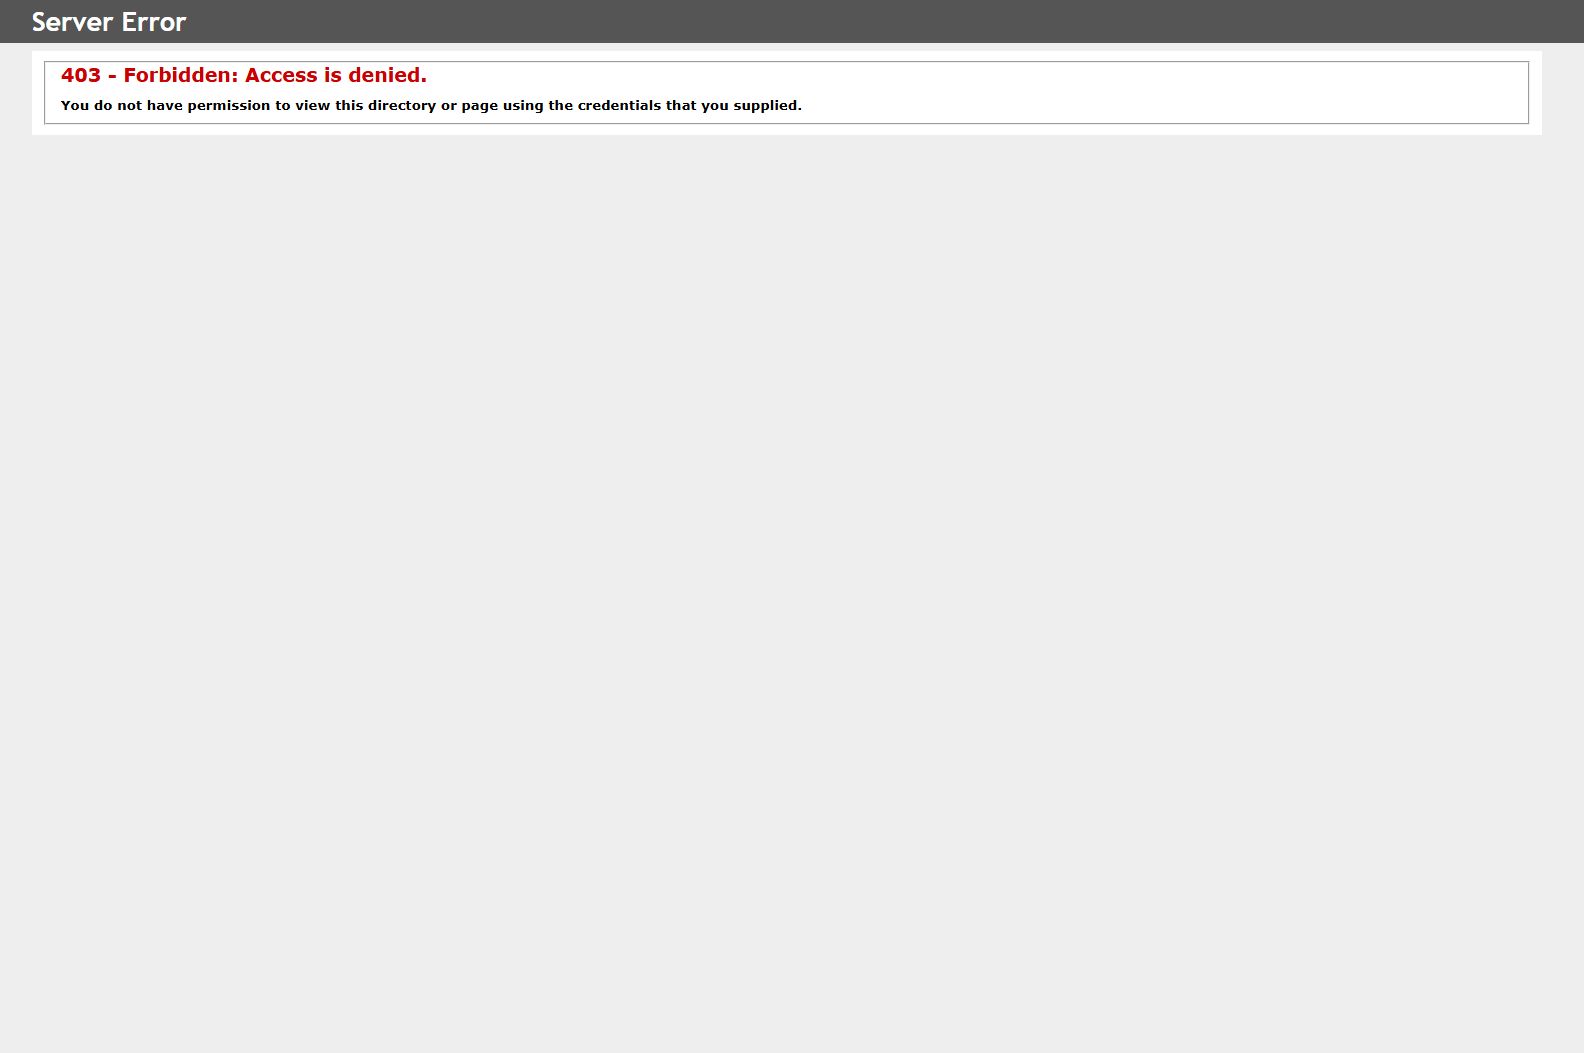 Server Error
403 - Forbidden: Access is denied.
You do not have permission to view this directory or page using the credentials that you supplied.